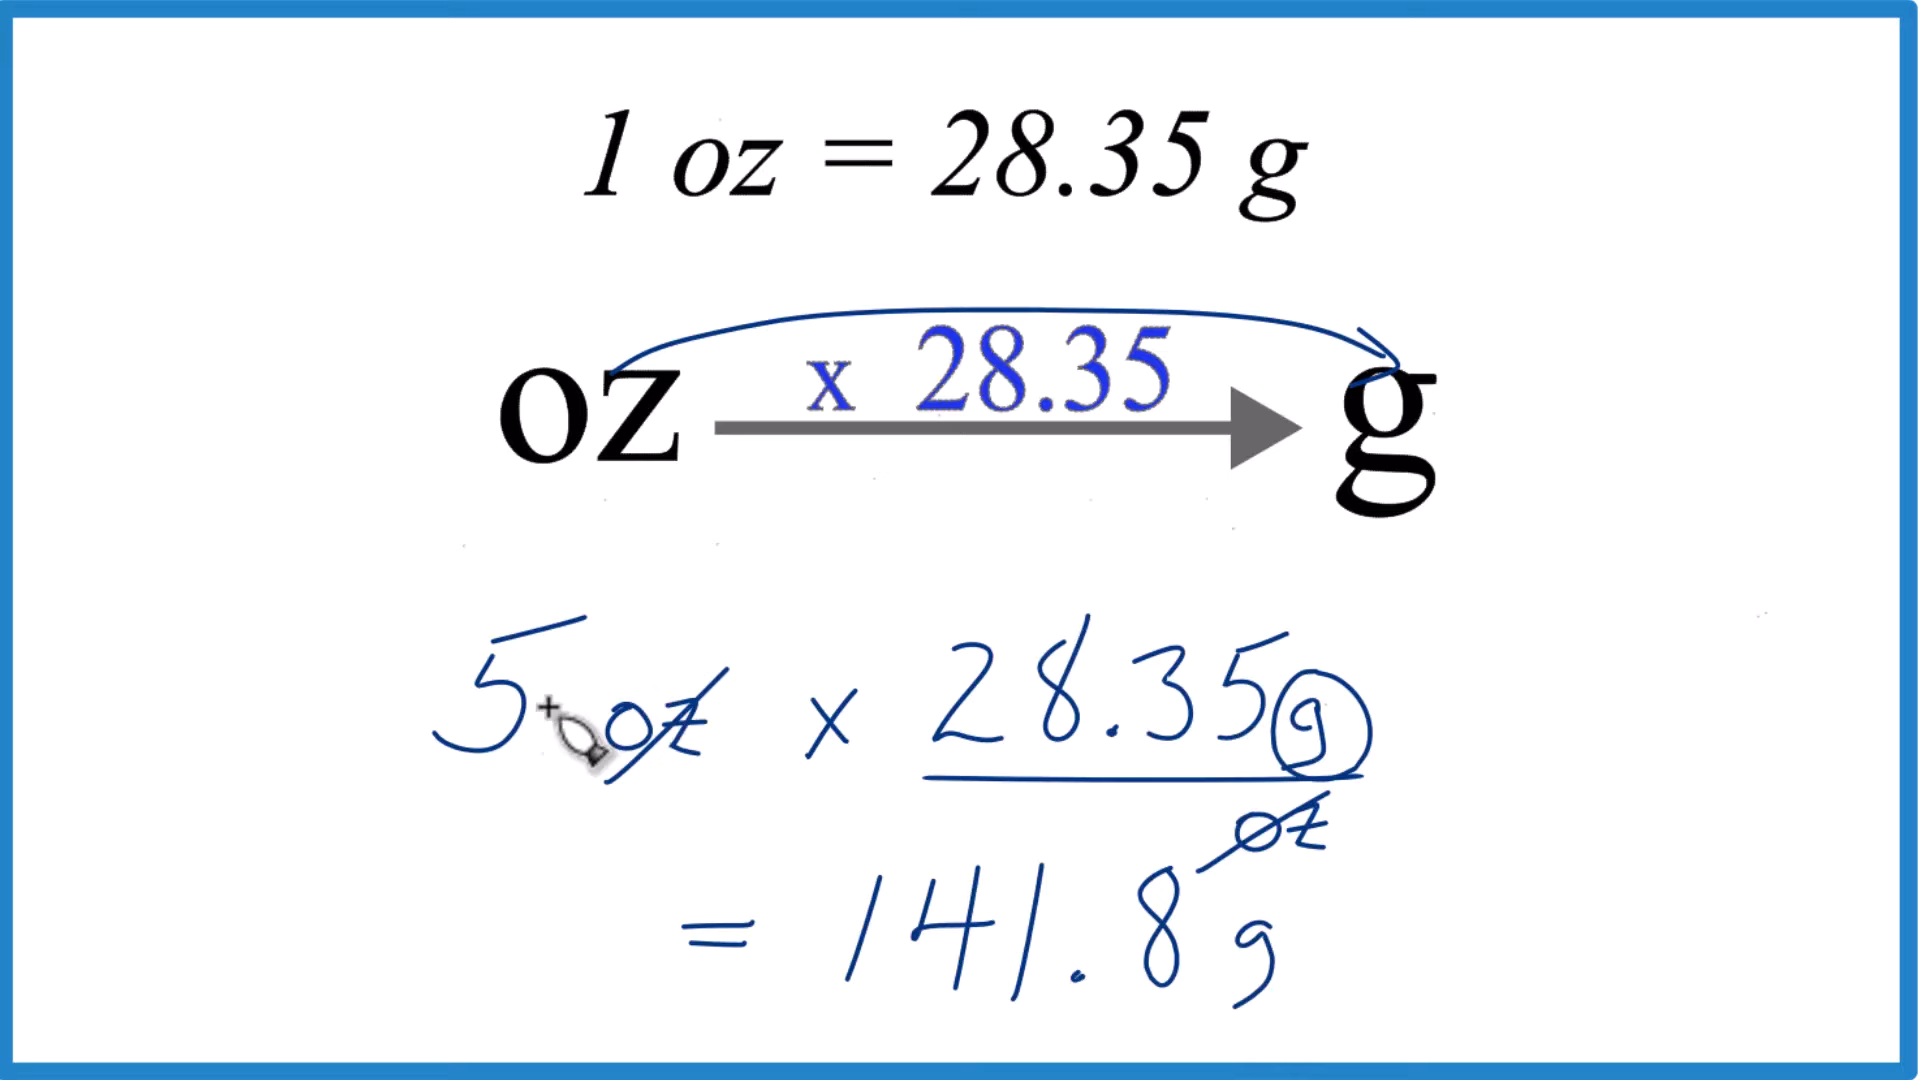 1 oz = 28.35 g
x 28.35
oz g
5 oz x 28.35 g
oz
= 141.8 g